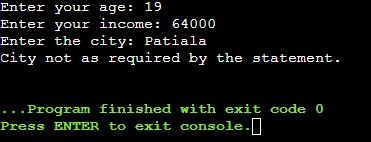 Enter your age: 19
Enter your income: 64000
Enter the city: Patiala
City not as required by the statement.
...Program finished with exit code 0
Press ENTER to exit console.